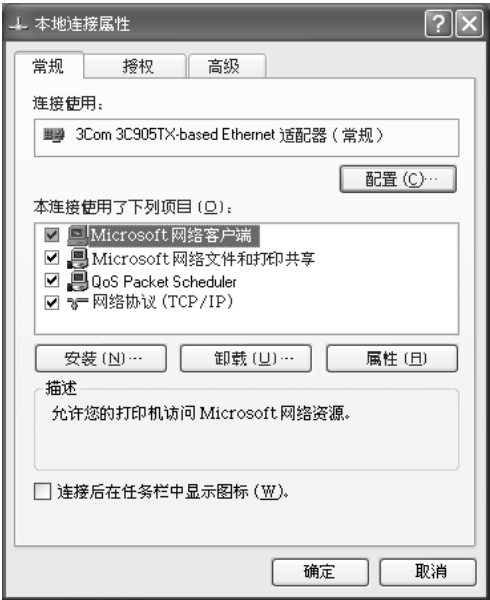 本地连接属性
常规 授权 高级
连接使用：
3Com 3C905TX-based Ethernet 适配器（常规）
配置 (C)…
本连接使用了下列项目 (O)：
Microsoft 网络客户端
Microsoft 网络文件和打印共享
QoS Packet Scheduler
网络协议 (TCP/IP)
安装 (N)… 卸载 (U)… 属性 (R)
描述
允许您的打印机访问 Microsoft 网络资源。
连接后在任务栏中显示图标 (W)。
确定 取消